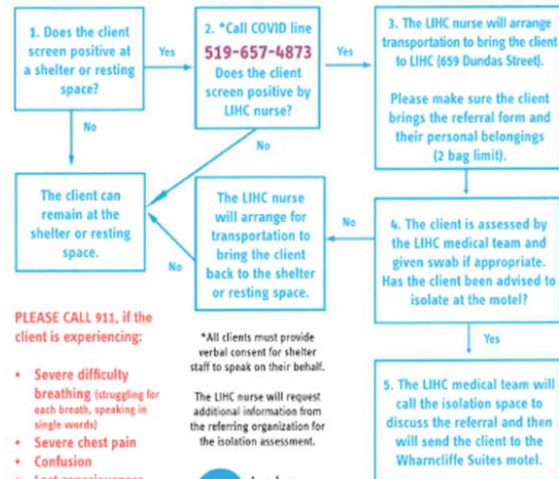 1. Does the client
screen positive at
a shelter or resting
space?
Yes
2. *Call COVID line
519-657-4873
Does the client
screen positive by
LIHC nurse?
Yes
3. The LIHC nurse will arrange
transportation to bring the client
to LIHC (659 Dundas Street).
Please make sure the client
brings the referral form and
their personal belongings
(2 bag limit).
No
No
The client can
remain at the
shelter or resting
space.
No
The LIHC nurse
will arrange for
transportation to
bring the client
back to the shelter
or resting space.
No
4. The client is assessed by
the LIHC medical team and
given swab if appropriate.
Has the client been advised to
isolate at the motel?
Yes
5. The LIHC medical team will
call the isolation space to
discuss the referral and then
will send the client to the
Wharncliffe Suites motel.
PLEASE CALL 911, if the
client is experiencing:
• Severe difficulty
breathing (struggling for
each breath, speaking in
single words)
• Severe chest pain
• Confusion
• Lost consciousness
*All clients must provide
verbal consent for shelter
staff to speak on their behalf.
The LIHC nurse will request
additional information from
the referring organization for
the isolation assessment.
London